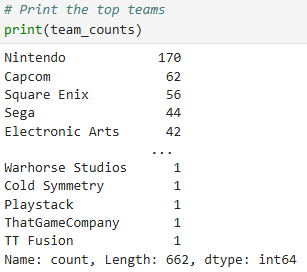 # Print the top teams
print(team_counts)
Nintendo 170
Capcom 62
Square Enix 56
Sega 44
Electronic Arts 42
...
Warhorse Studios 1
Cold Symmetry 1
Playstack 1
ThatGameCompany 1
TT Fusion 1
Name: count, Length: 662, dtype: int64